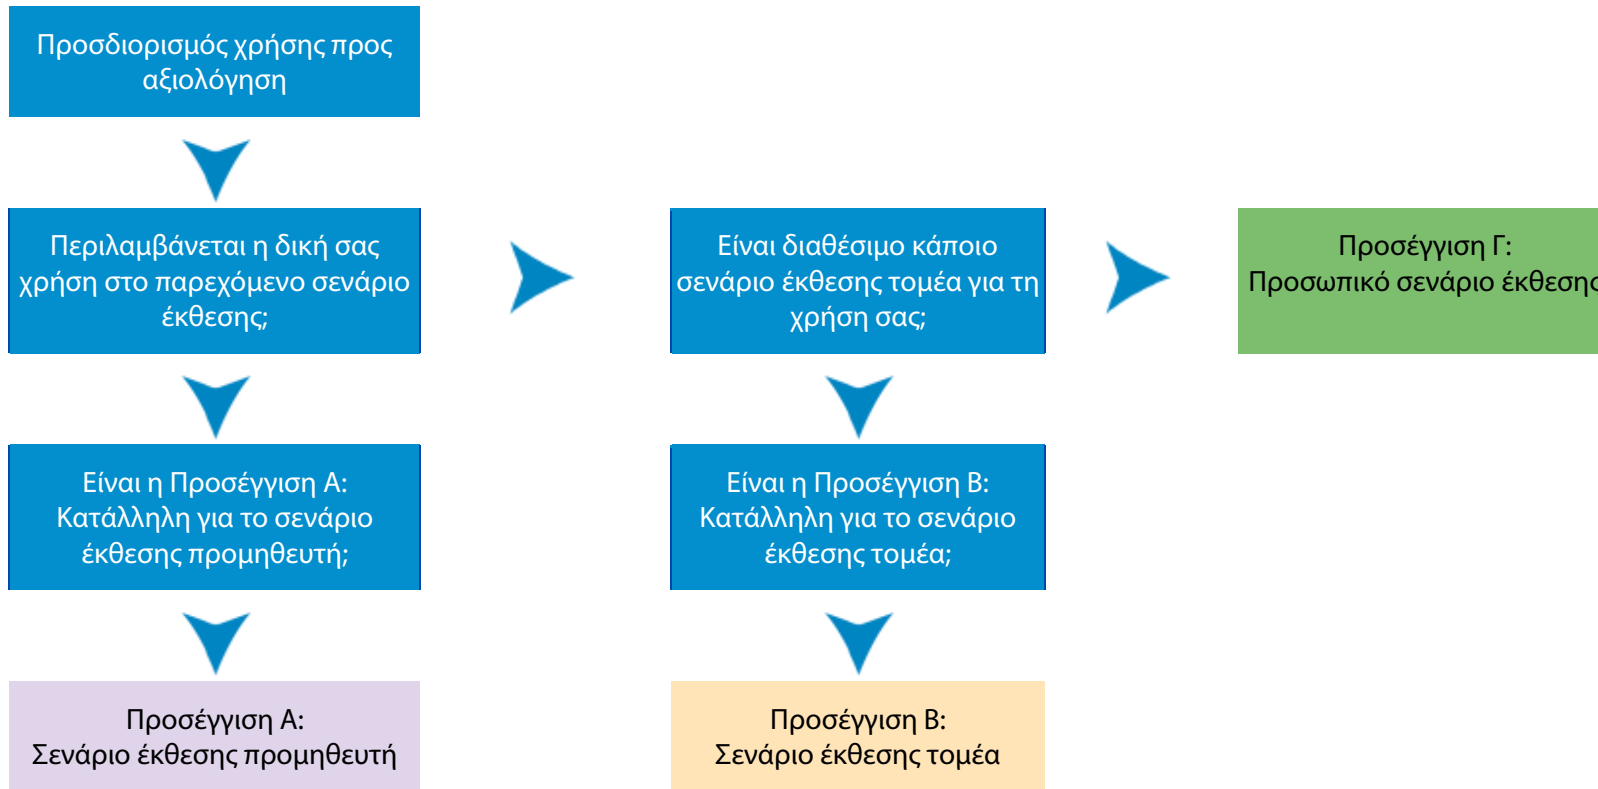 Προσδιορισμός χρήσης προς
αξιολόγηση
Περιλαμβάνεται η δική σας
χρήση στο παρεχόμενο σενάριο
έκθεσης;
Είναι διαθέσιμο κάποιο
σενάριο έκθεσης τομέα για τη
χρήση σας;
Προσέγγιση Γ:
Προσωπικό σενάριο έκθεσης
Είναι η Προσέγγιση Α:
Κατάλληλη για το σενάριο
έκθεσης προμηθευτή;
Είναι η Προσέγγιση Β:
Κατάλληλη για το σενάριο
έκθεσης τομέα;
Προσέγγιση Α:
Σενάριο έκθεσης προμηθευτή
Προσέγγιση Β:
Σενάριο έκθεσης τομέα